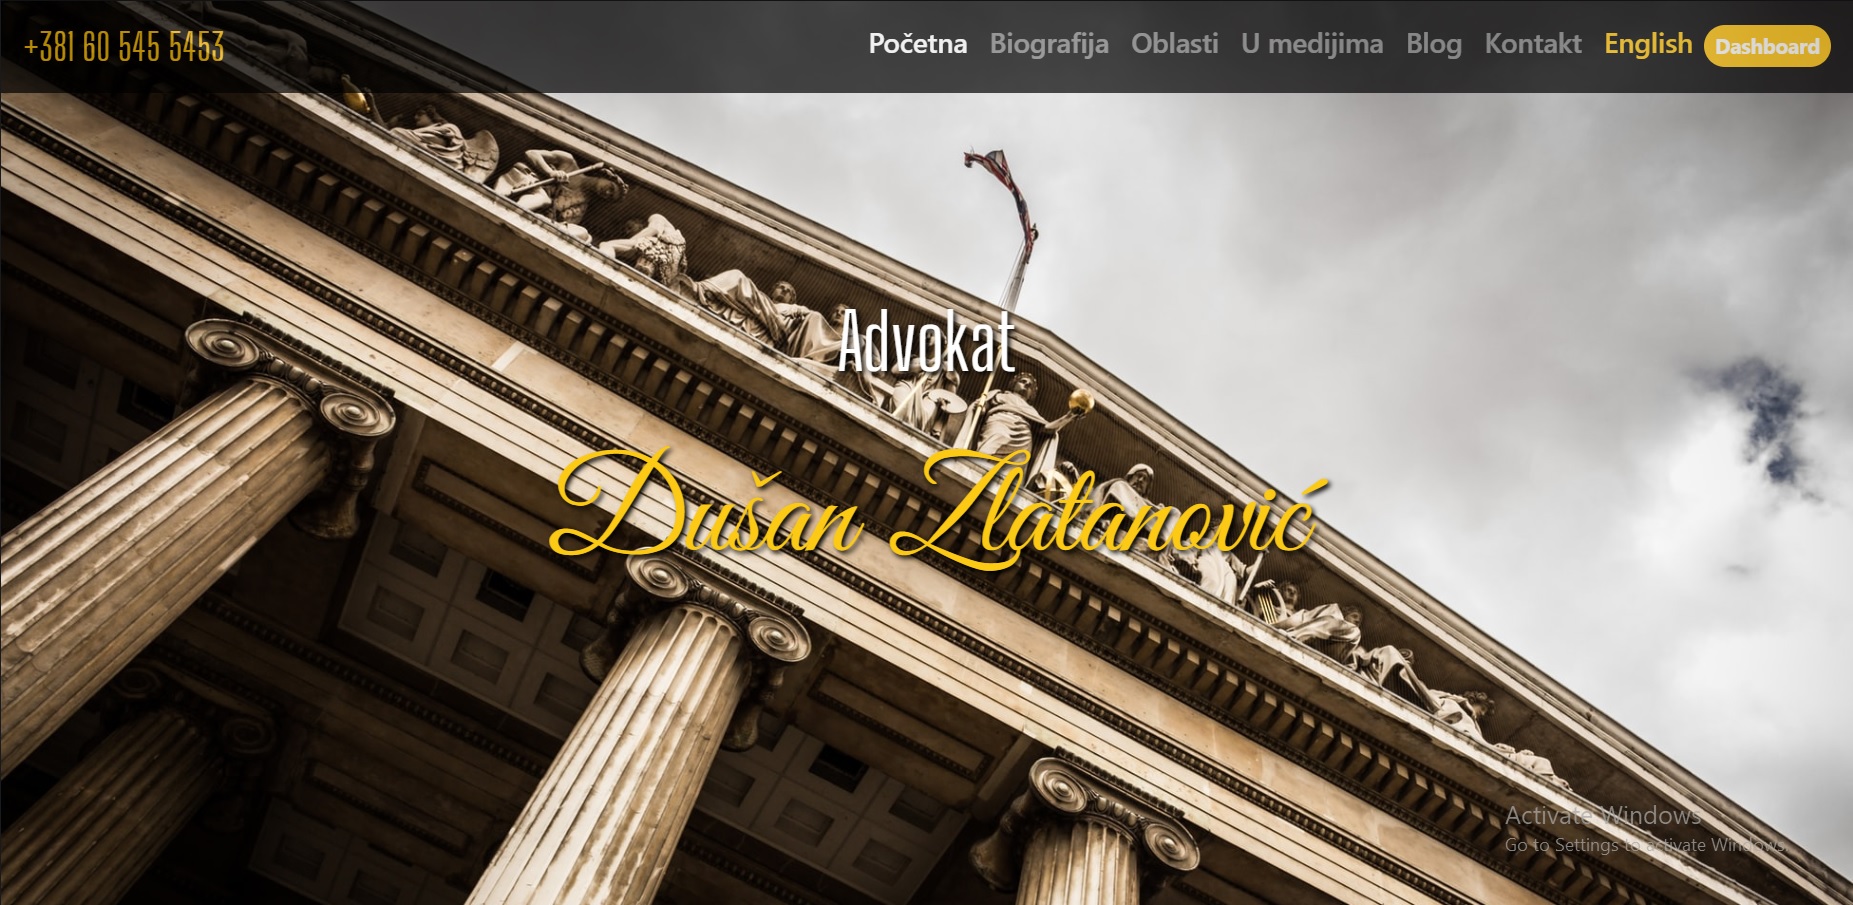 +381 60 545 5453
Početna Biografija Oblasti U medijima Blog Kontakt English Dashboard
Advokat
Dušan Zlatanović
Activate Windows
Go to Settings to activate Windows.